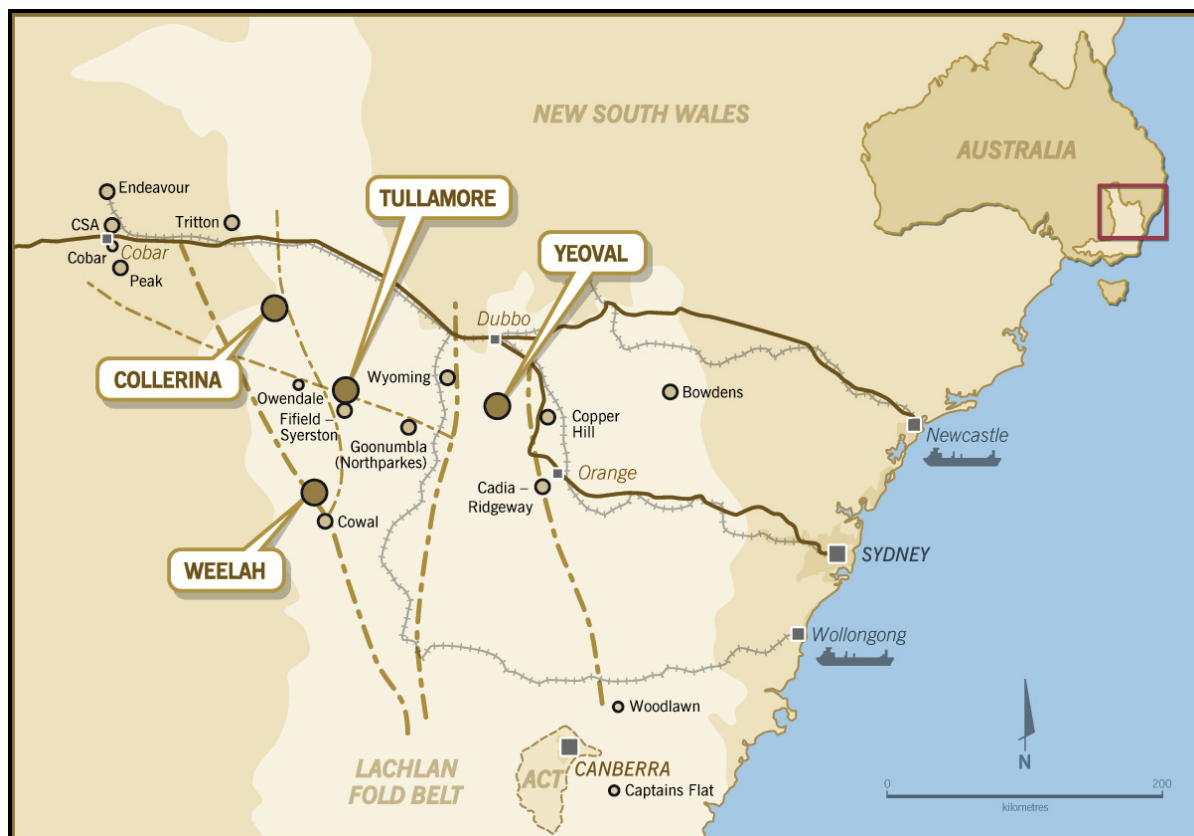 NEW SOUTH WALES
AUSTRALIA
Endeavour
TULLAMORE
CSA
Tritton
Cobar
Cobar
YEOVAL
Peak
Dubbo
COLLERINA
Wyoming
Owendale
Bowdens
Fifield –
Syerston
Copper
Hill
Goonumbla
(Northparkes)
Newcastle
Orange
Cadia –
Ridgeway
Cowal
SYDNEY
WEELAH
Wollongong
Woodlawn
LACHLAN
FOLD BELT
ACT
CANBERRA
Captains Flat
N
0
200
kilometres